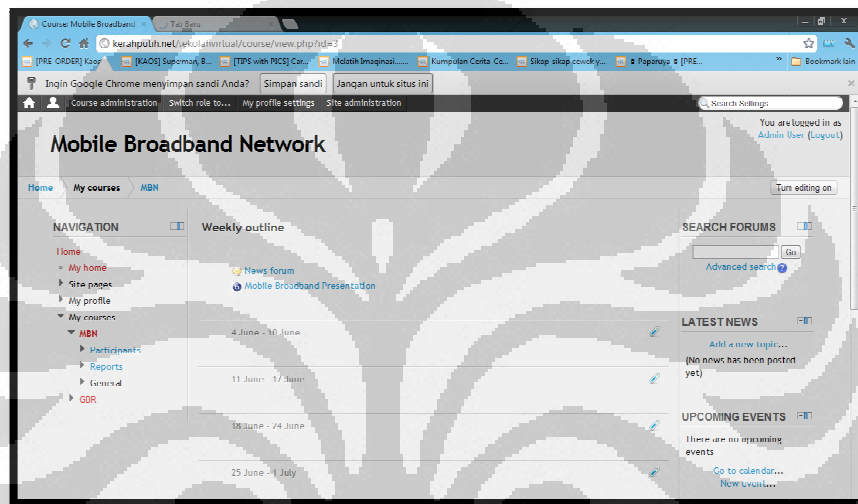 Course: Mobile Broadband
Tab Baru
kerahputih.net/sekolahvirtual/course/view.php?id=3
[PRE-ORDER] Kaos
[KAOS] Superman, B...
[TIPS with PICS] Car...
Melatih Imaginasi......
Kumpulan Cerita Ce...
Sikap-sikap cewek y...
Paparuya
[PRE...
»
Bookmark lain
Ingin Google Chrome menyimpan sandi Anda?
Simpan sandi
Jangan untuk situs ini
Course administration
Switch role to...
My profile settings
Site administration
Search Settings
You are logged in as
Admin User (Logout)
Mobile Broadband Network
Home
My courses
MBN
Turn editing on
NAVIGATION
Home
My home
Site pages
My profile
My courses
MBN
Participants
Reports
General
GBR
Weekly outline
News forum
Mobile Broadband Presentation
4 June - 10 June
11 June - 17 June
18 June - 24 June
25 June - 1 July
SEARCH FORUMS
Go
Advanced search
LATEST NEWS
Add a new topic...
(No news has been posted
yet)
UPCOMING EVENTS
There are no upcoming
events
Go to calendar...
New event...